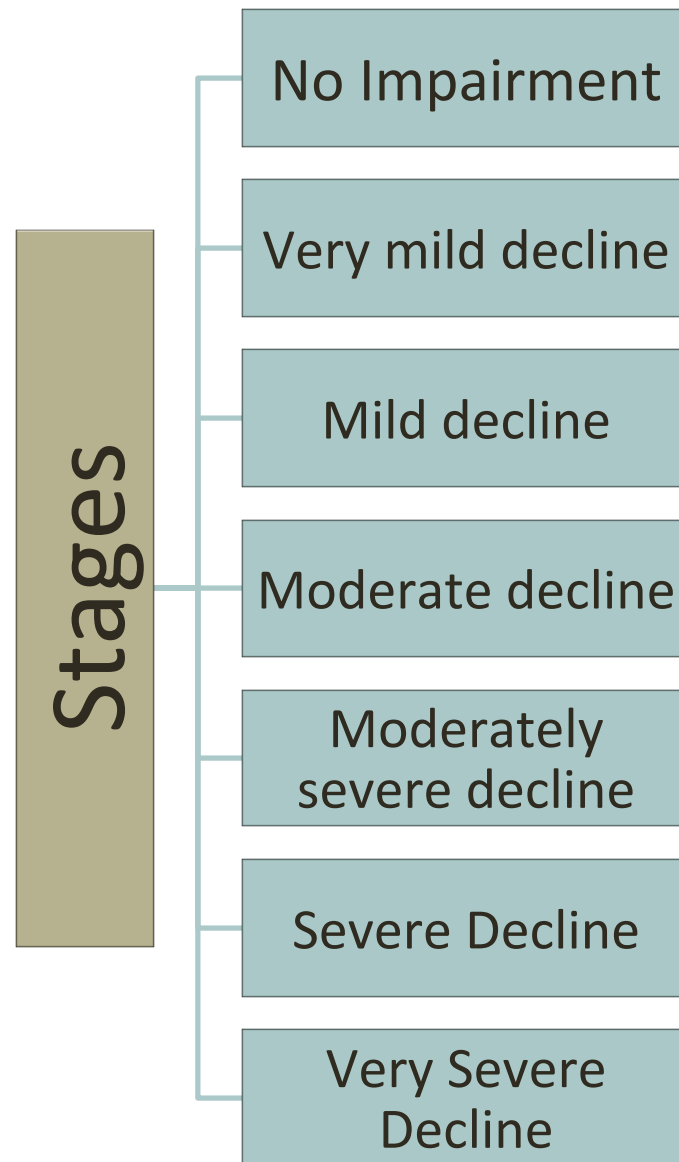 Stages
No Impairment
Very mild decline
Mild decline
Moderate decline
Moderately
severe decline
Severe Decline
Very Severe
Decline